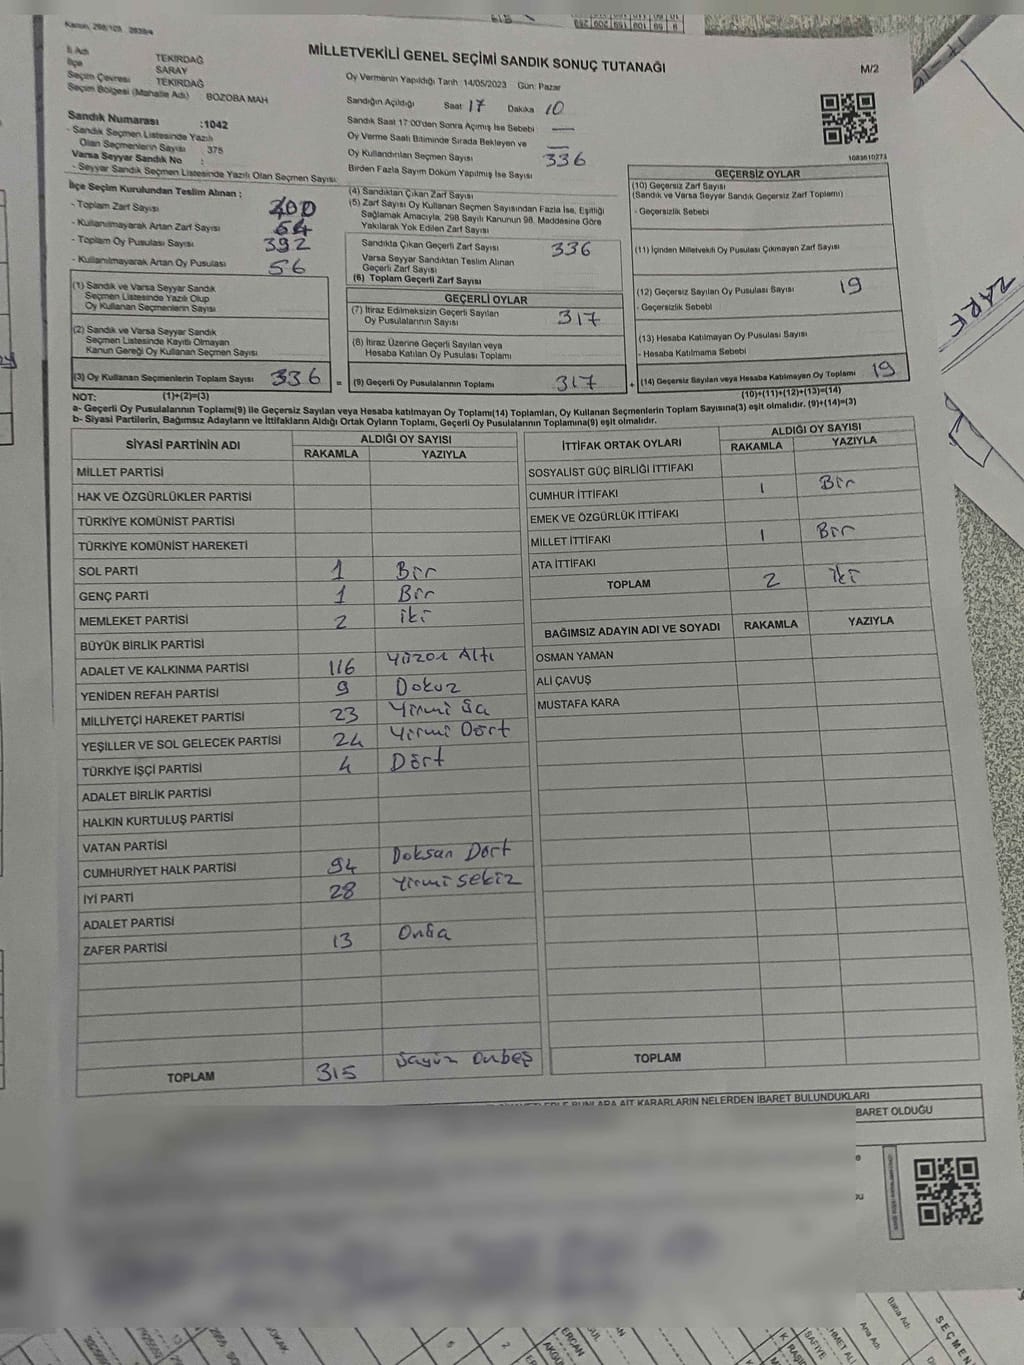 Kanun, 298/105 2839/4
MİLLETVEKİLİ GENEL SEÇİMİ SANDIK SONUÇ TUTANAĞI
M/2
İl Adı TEKİRDAĞ
İlçe SARAY
Seçim Çevresi TEKİRDAĞ
Seçim Bölgesi (Mahalle Adı) : BOZOBA MAH
Sandık Numarası :1042
- Sandık Seçmen Listesinde Yazılı
Olan Seçmenlerin Sayısı : 375
Varsa Seyyar Sandık No :
- Seyyar Sandık Seçmen Listesinde Yazılı Olan Seçmen Sayısı:
Oy Vermenin Yapıldığı Tarih :14/05/2023 Gün: Pazar
Sandığın Açıldığı Saat 17 Dakika 10
Sandık Saat 17:00'den Sonra Açımış İse Sebebi —
Oy Verme Saati Bitiminde Sırada Bekleyen ve
Oy Kullandırılan Seçmen Sayısı —
Birden Fazla Sayım Döküm Yapılmış İse Sayısı
336
1083610273
İlçe Seçim Kurulundan Teslim Alınan :
- Toplam Zarf Sayısı 400
- Kullanılmayarak Artan Zarf Sayısı 64
- Toplam Oy Pusulası Sayısı 392
- Kullanılmayarak Artan Oy Pusulası 56
(1) Sandık ve Varsa Seyyar Sandık
Seçmen Listesinde Yazılı Olup
Oy Kullanan Seçmenlerin Sayısı
(2) Sandık ve Varsa Seyyar Sandık
Seçmen Listesinde Kayıtlı Olmayan
Kanun Gereği Oy Kullanan Seçmen Sayısı
(3) Oy Kullanan Seçmenlerin Toplam Sayısı 336 =
(4) Sandıktan Çıkan Zarf Sayısı
(5) Zarf Sayısı Oy Kullanan Seçmen Sayısından Fazla İse, Eşitliği
Sağlamak Amacıyla, 298 Sayılı Kanunun 98. Maddesine Göre
Yakılarak Yok Edilen Zarf Sayısı
Sandıkta Çıkan Geçerli Zarf Sayısı 336
Varsa Seyyar Sandıktan Teslim Alınan
Geçerli Zarf Sayısı
(6) Toplam Geçerli Zarf Sayısı
GEÇERLİ OYLAR
(7) İtiraz Edilmeksizin Geçerli Sayılan
Oy Pusulalarının Sayısı 317
(8) İtiraz Üzerine Geçerli Sayılan veya
Hesaba Katılan Oy Pusulası Toplamı
(9) Geçerli Oy Pusulalarının Toplamı 317 +
GEÇERSİZ OYLAR
(10) Geçersiz Zarf Sayısı
(Sandık ve Varsa Seyyar Sandık Geçersiz Zarf Toplamı)
- Geçersizlik Sebebi
(11) İçinden Milletvekili Oy Pusulası Çıkmayan Zarf Sayısı
(12) Geçersiz Sayılan Oy Pusulası Sayısı 19
- Geçersizlik Sebebi
(13) Hesaba Katılmayan Oy Pusulası Sayısı
- Hesaba Katılmama Sebebi
(14) Geçersiz Sayılan veya Hesaba Katılmayan Oy Toplamı 19
NOT: (1)+(2)=(3) (10)+(11)+(12)+(13)=(14)
a- Geçerli Oy Pusulalarının Toplamı(9) ile Geçersiz Sayılan veya Hesaba katılmayan Oy Toplamı(14) Toplamları, Oy Kullanan Seçmenlerin Toplam Sayısına(3) eşit olmalıdır. (9)+(14)=(3)
b- Siyasi Partilerin, Bağımsız Adayların ve İttifakların Aldığı Ortak Oyların Toplamı, Geçerli Oy Pusulalarının Toplamına(9) eşit olmalıdır.
SİYASİ PARTİNİN ADI ALDIĞI OY SAYISI
RAKAMLA YAZIYLA
MİLLET PARTİSİ
HAK VE ÖZGÜRLÜKLER PARTİSİ
TÜRKİYE KOMÜNİST PARTİSİ
TÜRKİYE KOMÜNİST HAREKETİ
SOL PARTİ 1 Bir
GENÇ PARTİ 1 Bir
MEMLEKET PARTİSİ 2 iki
BÜYÜK BİRLİK PARTİSİ
ADALET VE KALKINMA PARTİSİ 116 Yüzon Altı
YENİDEN REFAH PARTİSİ 9 Dokuz
MİLLİYETÇİ HAREKET PARTİSİ 23 Yirmi Üç
YEŞİLLER VE SOL GELECEK PARTİSİ 24 Yirmi Dört
TÜRKİYE İŞÇİ PARTİSİ 4 Dört
ADALET BİRLİK PARTİSİ
HALKIN KURTULUŞ PARTİSİ
VATAN PARTİSİ
CUMHURİYET HALK PARTİSİ 94 Doksan Dört
İYİ PARTİ 28 Yirmi sekiz
ADALET PARTİSİ
ZAFER PARTİSİ 13 Onüç
TOPLAM 315 üçyüz Onbeş
İTTİFAK ORTAK OYLARI ALDIĞI OY SAYISI
RAKAMLA YAZIYLA
SOSYALİST GÜÇ BİRLİĞİ İTTİFAKI
CUMHUR İTTİFAKI 1 Bir
EMEK VE ÖZGÜRLÜK İTTİFAKI
MİLLET İTTİFAKI 1 Bir
ATA İTTİFAKI
TOPLAM 2 iki
BAĞIMSIZ ADAYIN ADI VE SOYADI RAKAMLA YAZIYLA
OSMAN YAMAN
ALİ ÇAVUŞ
MUSTAFA KARA
TOPLAM
BUNLARA AİT KARARLARIN NELERDEN İBARET BULUNDUKLARI
BARET OLDUĞU
ZARF
ERCAN
SAFİYE
Ana Adı
Baba Adı
SEÇMEN